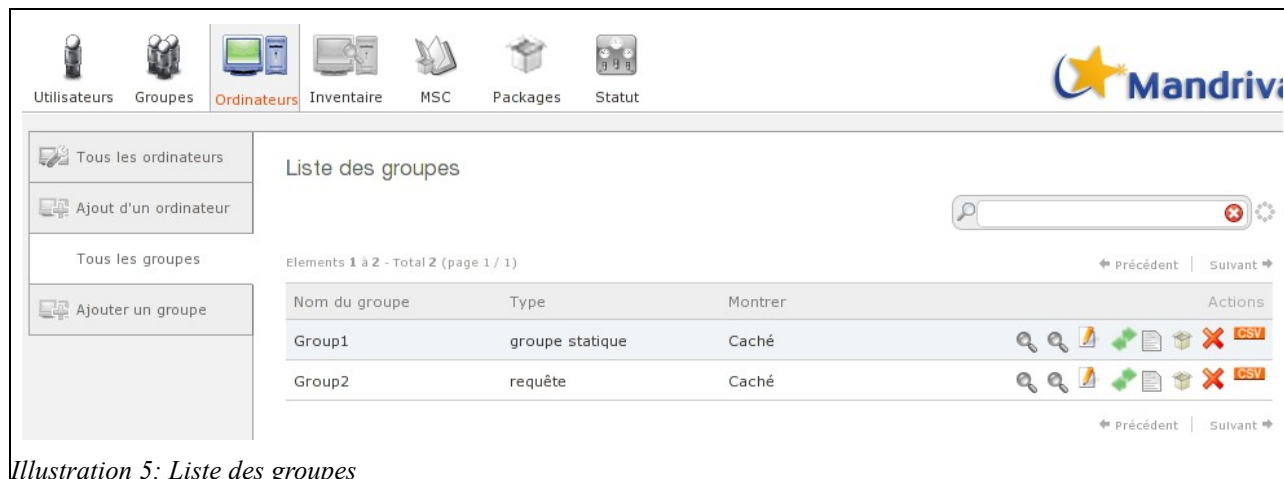 Utilisateurs Groupes Ordinateurs Inventaire MSC Packages Statut
Mandriva
Tous les ordinateurs
Ajout d'un ordinateur
Tous les groupes
Ajouter un groupe
Liste des groupes
Elements 1 à 2 - Total 2 (page 1 / 1) Précédent | Suivant
Nom du groupe Type Montrer Actions
Group1 groupe statique Caché CSV
Group2 requête Caché CSV
Précédent | Suivant
Illustration 5: Liste des groupes